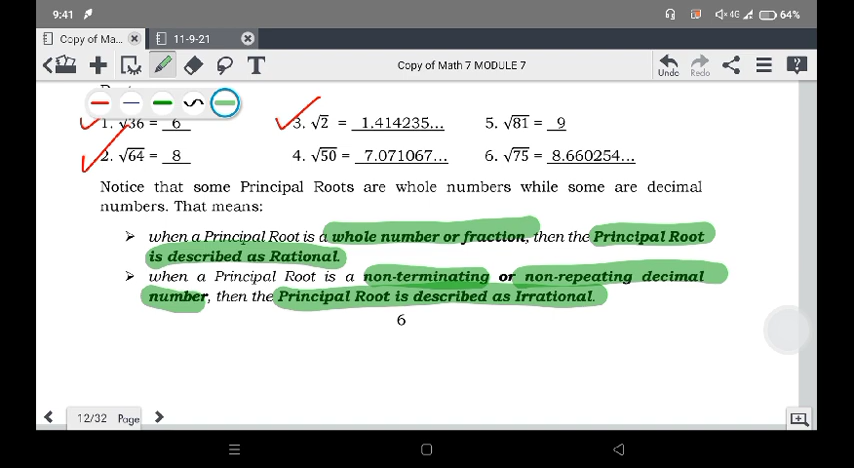 9:41
4G 64%
Copy of Ma... 11-9-21
T Copy of Math 7 MODULE 7 Undo Redo
1. √36 = 6 3. √2 = 1.414235... 5. √81 = 9
2. √64 = 8 4. √50 = 7.071067... 6. √75 = 8.660254...
Notice that some Principal Roots are whole numbers while some are decimal
numbers. That means:
➢ when a Principal Root is a whole number or fraction, then the Principal Root
is described as Rational.
➢ when a Principal Root is a non-terminating or non-repeating decimal
number, then the Principal Root is described as Irrational.
6
12/32 Page